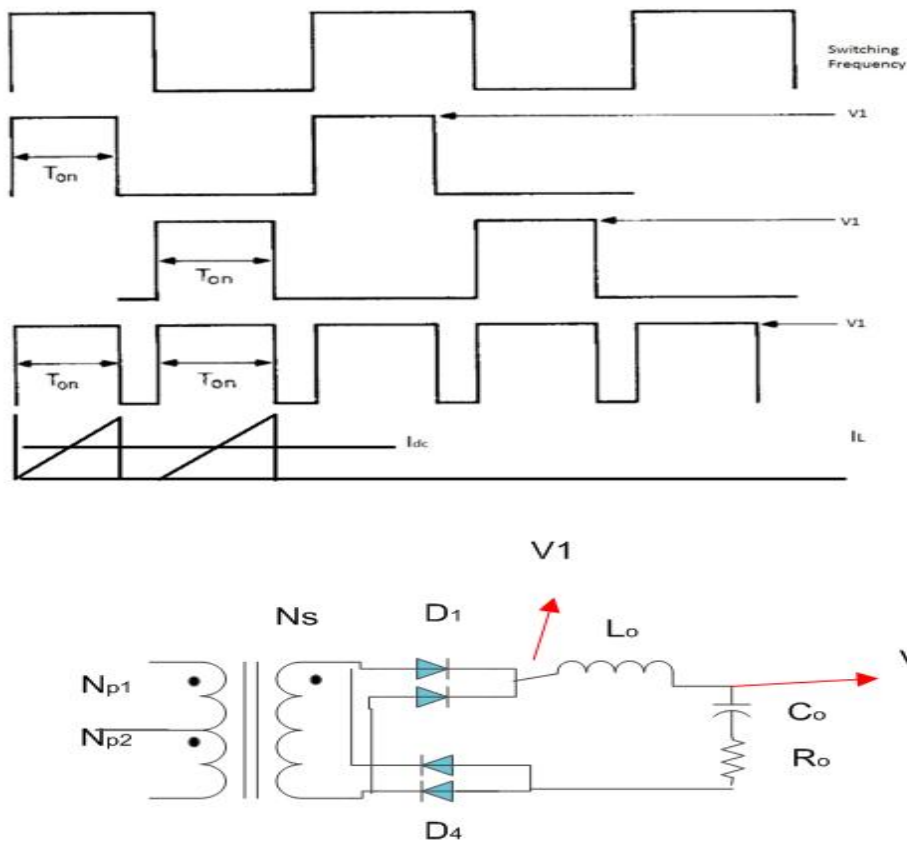 Switching
Frequency
V1
Ton
V1
Ton
V1
Ton
Ton
Idc
IL
V1
Ns
D1
Lo
V
Np1
Np2
Co
Ro
D4